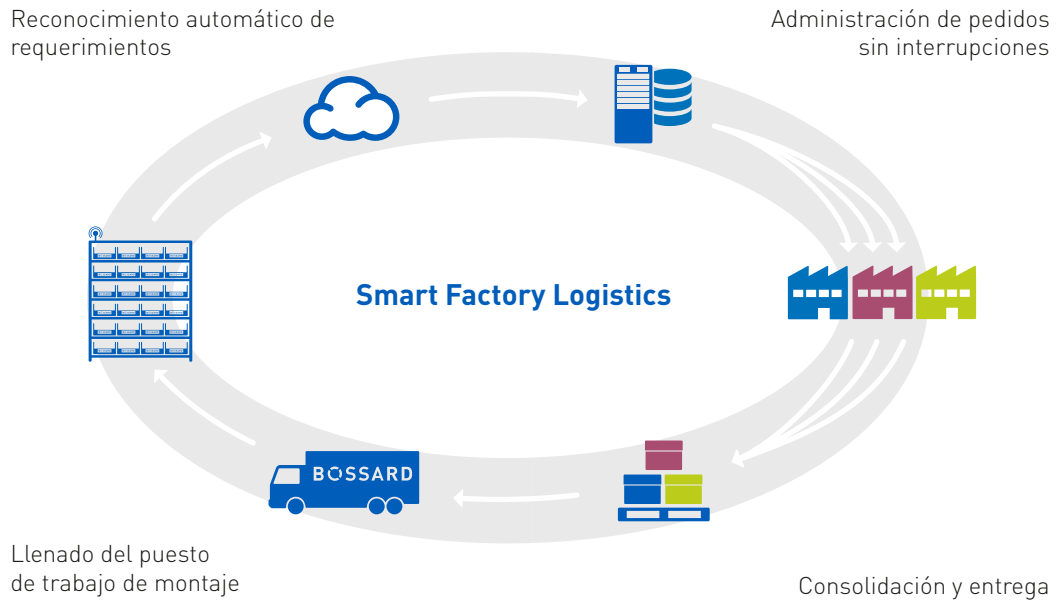 Reconocimiento automático de
requerimientos
Administración de pedidos
sin interrupciones
Smart Factory Logistics
BOSSARD
Llenado del puesto
de trabajo de montaje
Consolidación y entrega